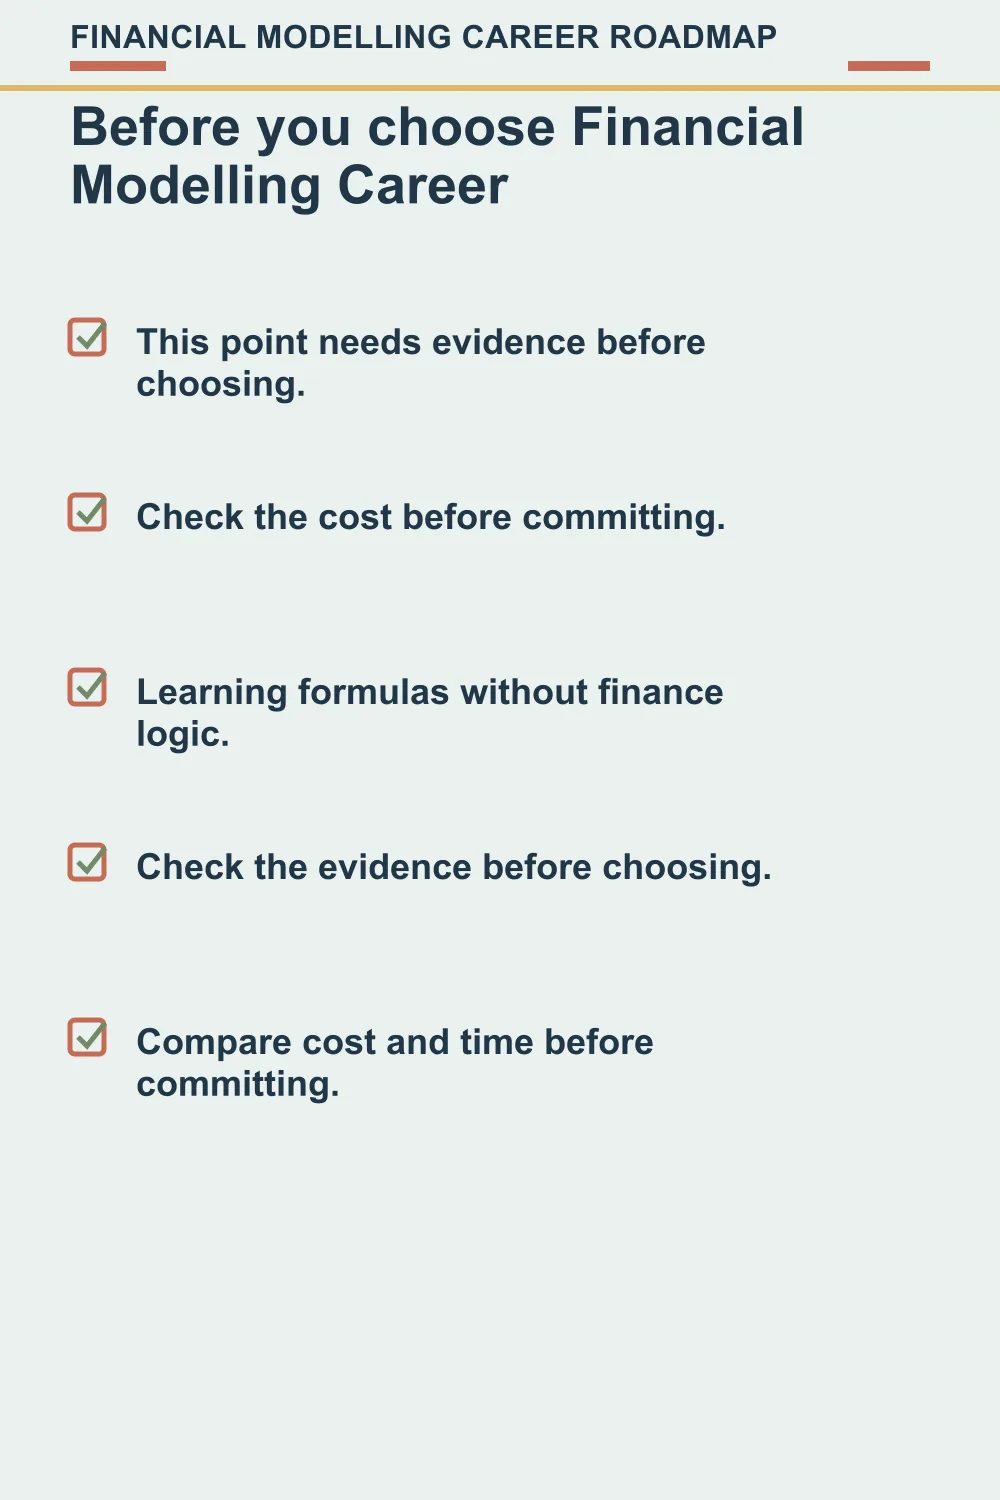 FINANCIAL MODELLING CAREER ROADMAP
Before you choose Financial
Modelling Career
This point needs evidence before
choosing.
Check the cost before committing.
Learning formulas without finance
logic.
Check the evidence before choosing.
Compare cost and time before
committing.